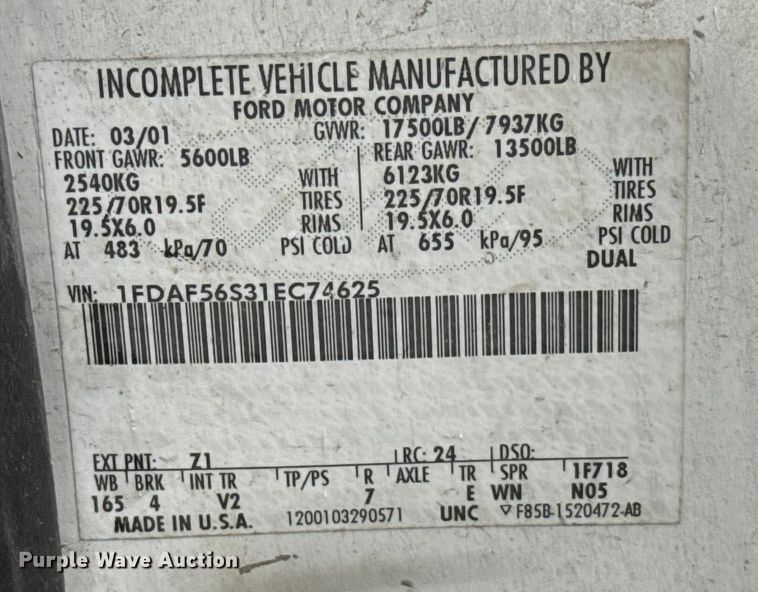 INCOMPLETE VEHICLE MANUFACTURED BY
FORD MOTOR COMPANY
DATE: 03/01 GVWR: 17500LB/ 7937KG
FRONT GAWR: 5600LB REAR GAWR: 13500LB
2540KG WITH 6123KG WITH
225/70R19.5F TIRES 225/70R19.5F TIRES
19.5X6.0 RIMS 19.5X6.0 RIMS
AT 483 kPa/70 PSI COLD AT 655 kPa/95 PSI COLD
DUAL
VIN: 1FDAF56S31EC74625
EXT PNT: Z1 RC: 24 DSO:
WB BRK INT TR TP/PS R AXLE TR SPR 1F718
165 4 V2 7 E WN N05
MADE IN U.S.A. 1200103290571 UNC F85B-1520472-AB
Purple Wave Auction